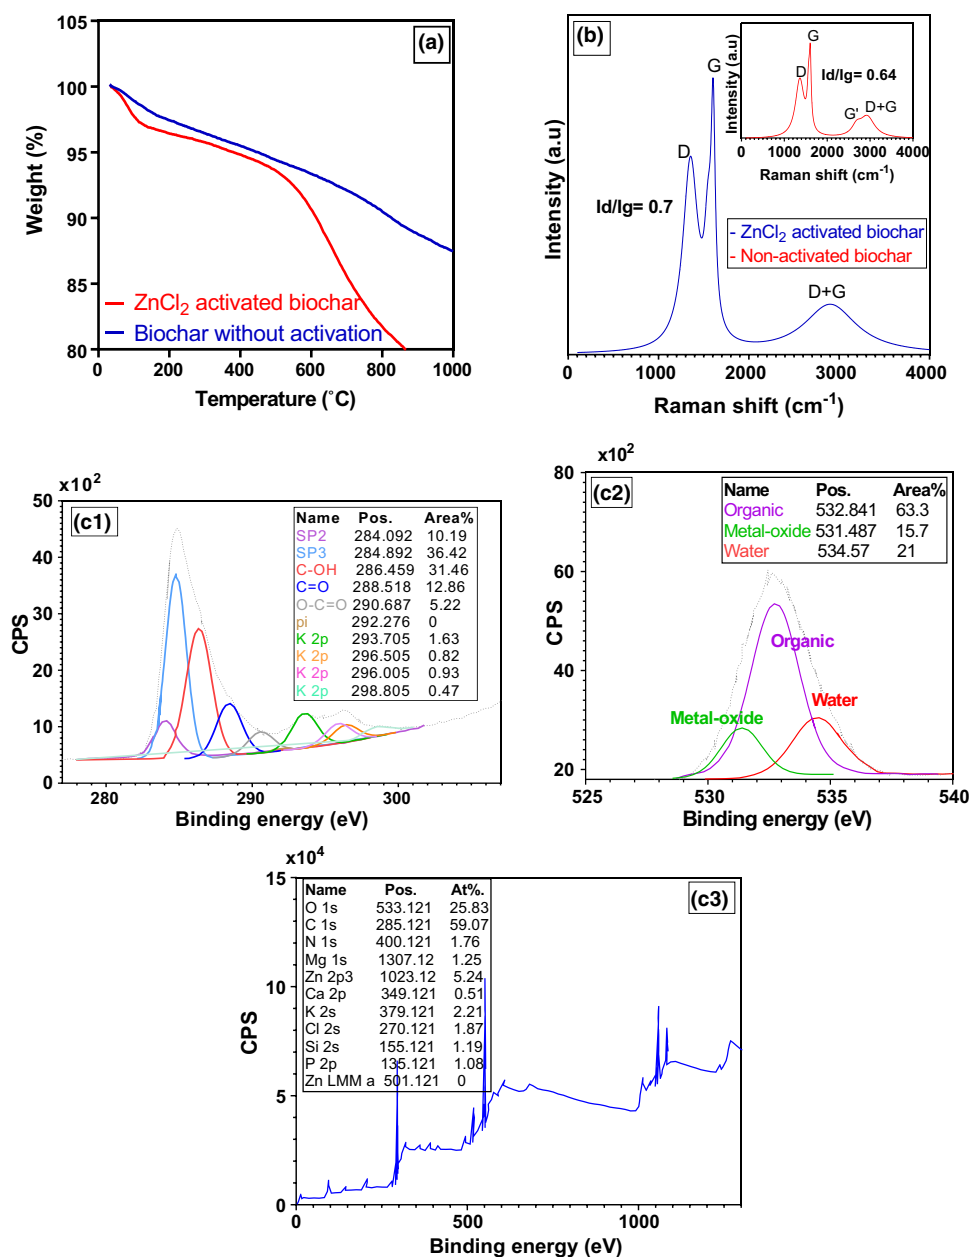 (a)
Weight (%)
100
95
90
85
80
ZnCl2 activated biochar
Biochar without activation
0 200 400 600 800 1000
Temperature (˚C)
(b)
Intensity (a.u)
D
G
Id/Ig= 0.7
D+G
- ZnCl2 activated biochar
- Non-activated biochar
0 1000 2000 3000 4000
Raman shift (cm-1)
Intensity (a.u)
G
D
Id/Ig= 0.64
G' D+G
0 1000 2000 3000 4000
Raman shift (cm-1)
x10^2
(c1)
CPS
50
40
30
20
10
0
Name Pos. Area%
SP2 284.092 10.19
SP3 284.892 36.42
C-OH 286.459 31.46
C=O 288.518 12.86
O-C=O 290.687 5.22
pi 292.276 0
K 2p 293.705 1.63
K 2p 296.505 0.82
K 2p 296.005 0.93
K 2p 298.805 0.47
280 290 300
Binding energy (eV)
x10^2
(c2)
CPS
80
60
40
20
Name Pos. Area%
Organic 532.841 63.3
Metal-oxide 531.487 15.7
Water 534.57 21
Organic
Metal-oxide
Water
525 530 535 540
Binding energy (eV)
x10^4
(c3)
CPS
15
10
5
0
Name Pos. At%.
O 1s 533.121 25.83
C 1s 285.121 59.07
N 1s 400.121 1.76
Mg 1s 1307.12 1.25
Zn 2p3 1023.12 5.24
Ca 2p 349.121 0.51
K 2s 379.121 2.21
Cl 2s 270.121 1.87
Si 2s 155.121 1.19
P 2p 135.121 1.08
Zn LMM a 501.121 0
0 500 1000
Binding energy (eV)